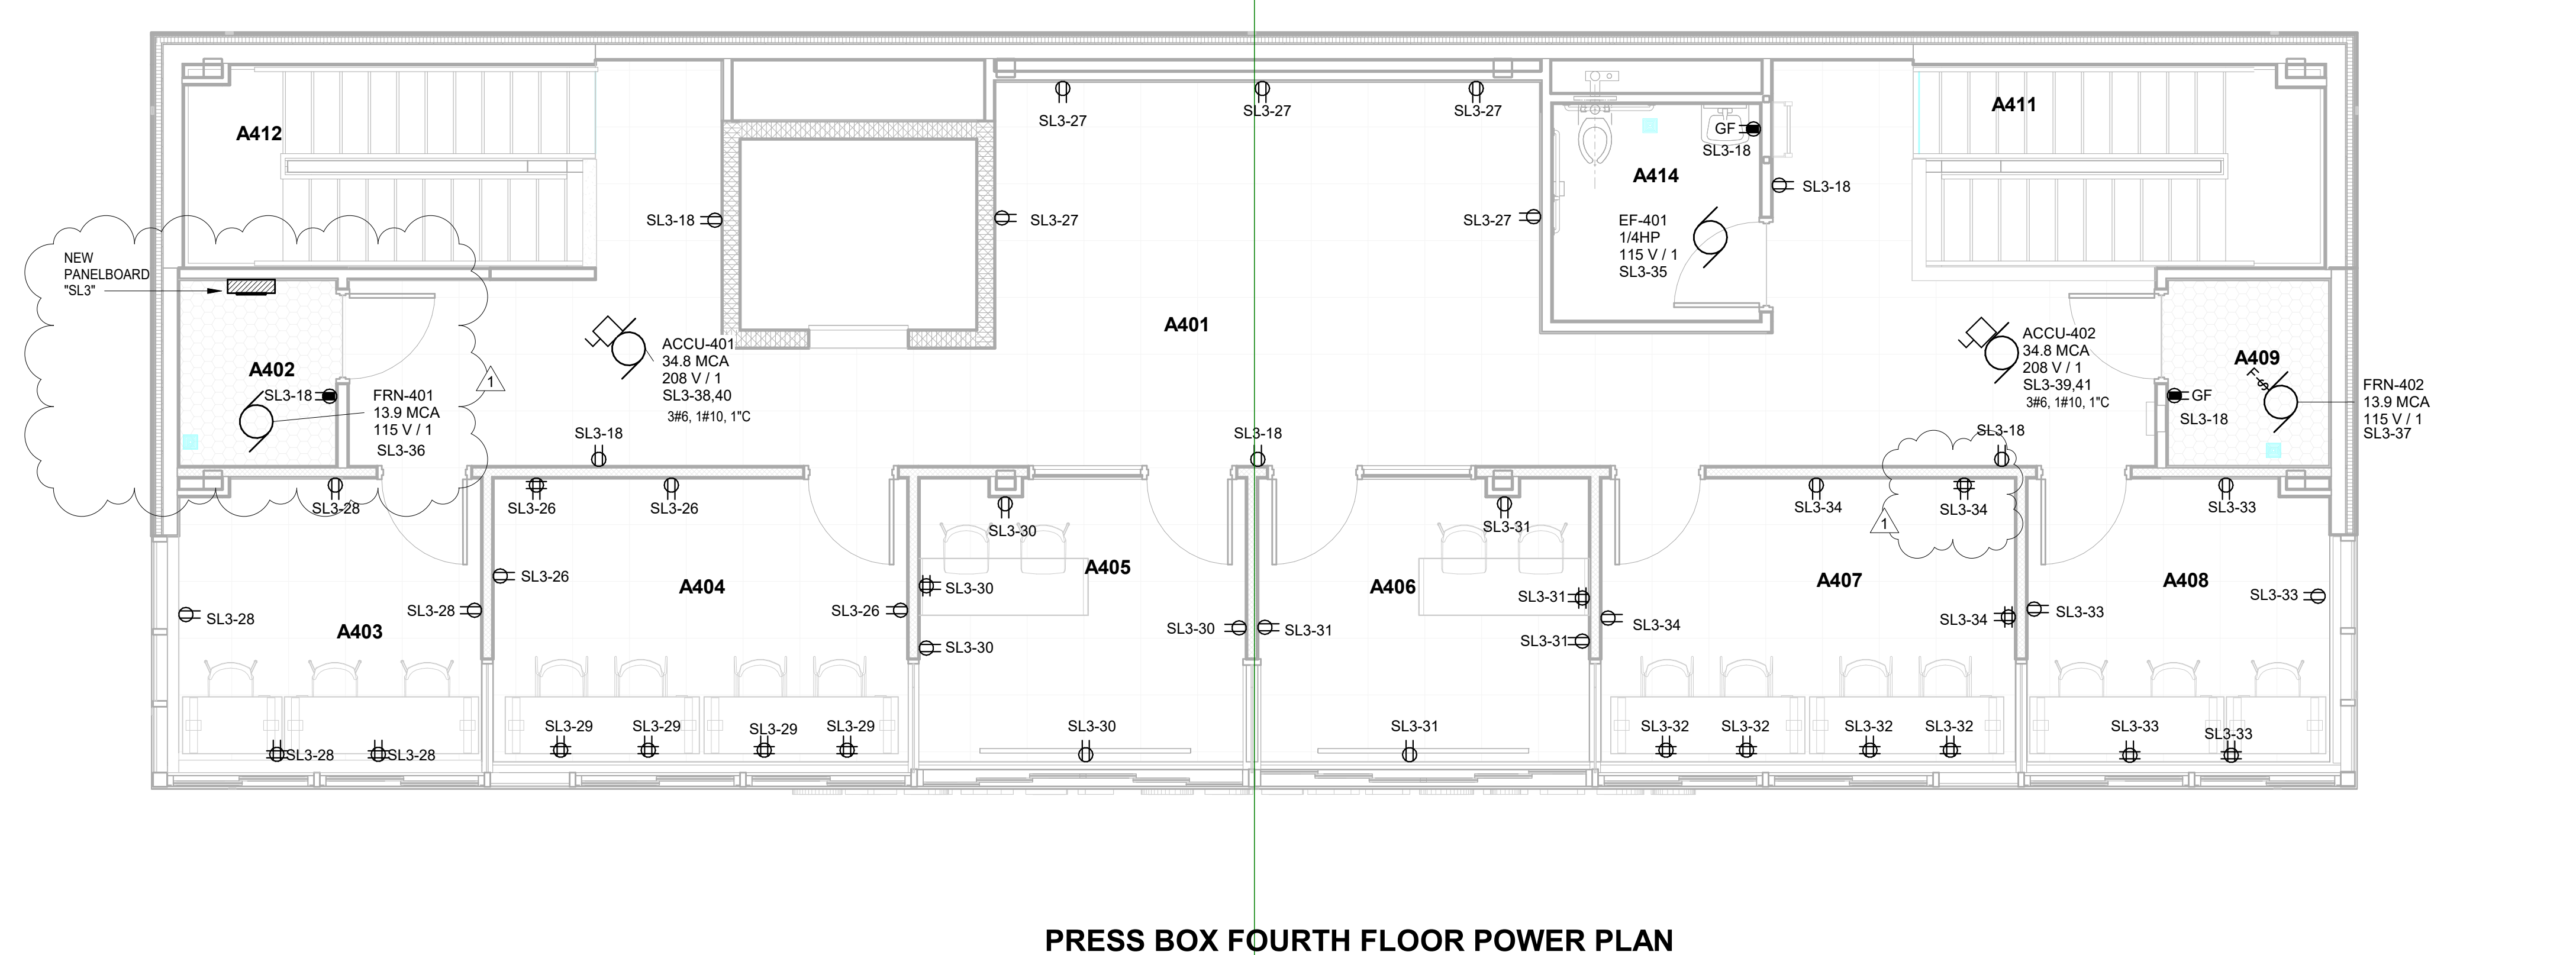 SL3-27
SL3-27
SL3-27
A411
A412
GF
SL3-18
A414
SL3-18
SL3-18
SL3-27
SL3-27
EF-401
1/4HP
115 V / 1
SL3-35
NEW
PANELBOARD
"SL3"
A401
ACCU-401
34.8 MCA
208 V / 1
SL3-38,40
3#6, 1#10, 1"C
ACCU-402
34.8 MCA
208 V / 1
SL3-39,41
3#6, 1#10, 1"C
A402
SL3-18
FRN-401
13.9 MCA
115 V / 1
SL3-36
1
A409
GF
SL3-18
FRN-402
13.9 MCA
115 V / 1
SL3-37
SL3-18
SL3-18
SL3-18
SL3-28
SL3-26
SL3-26
SL3-30
SL3-31
SL3-34
SL3-34
1
SL3-33
A405
SL3-26
A404
SL3-30
A406
SL3-31
A407
A408
SL3-33
SL3-28
SL3-28
SL3-26
SL3-34
SL3-34
SL3-33
A403
SL3-30
SL3-31
SL3-30
SL3-31
SL3-29
SL3-29
SL3-29
SL3-29
SL3-30
SL3-31
SL3-32
SL3-32
SL3-32
SL3-32
SL3-33
SL3-33
SL3-28
SL3-28
PRESS BOX FOURTH FLOOR POWER PLAN